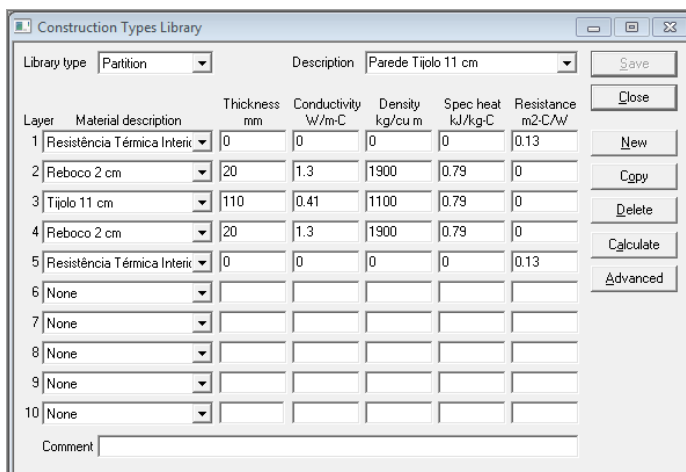 Construction Types Library
Library type Partition Description Parede Tijolo 11 cm Save
Close
Thickness Conductivity Density Spec heat Resistance
Layer Material description mm W/m-C kg/cu m kJ/kg-C m2-C/W
1 Resistência Térmica Interic 0 0 0 0 0.13 New
2 Reboco 2 cm 20 1.3 1900 0.79 0 Copy
3 Tijolo 11 cm 110 0.41 1100 0.79 0 Delete
4 Reboco 2 cm 20 1.3 1900 0.79 0 Calculate
5 Resistência Térmica Interic 0 0 0 0 0.13 Advanced
6 None
7 None
8 None
9 None
10 None
Comment